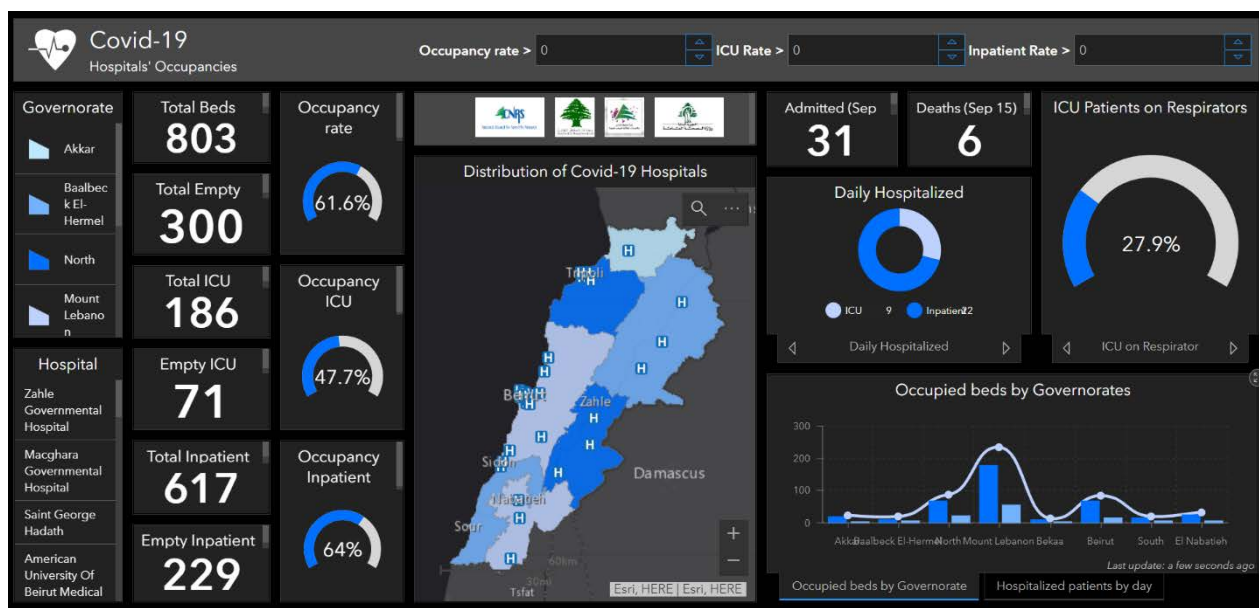 Covid-19
Hospitals' Occupancies
Occupancy rate > 0
ICU Rate > 0
Inpatient Rate > 0
Governorate
Akkar
Baalbec
k El-
Hermel
North
Mount
Lebano
n
Hospital
Zahle
Governmental
Hospital
Macghara
Governmental
Hospital
Saint George
Hadath
American
University Of
Beirut Medical
Total Beds
803
Total Empty
300
Total ICU
186
Empty ICU
71
Total Inpatient
617
Empty Inpatient
229
Occupancy
rate
61.6%
Occupancy
ICU
47.7%
Occupancy
Inpatient
64%
CNRS
Distribution of Covid-19 Hospitals
Tripoli
Beirut
Zahle
Sidon
Damascus
Nabatieh
Sour
60km
30mi
Tsfat
Esri, HERE | Esri, HERE
Admitted (Sep
31
Deaths (Sep 15)
6
Daily Hospitalized
ICU 9
Inpatient 22
Daily Hospitalized
ICU Patients on Respirators
27.9%
ICU on Respirator
Occupied beds by Governorates
300
200
100
0
Akkar Baalbeck El-Hermel North Mount Lebanon Bekaa Beirut South El Nabatieh
Last update: a few seconds ago
Occupied beds by Governorate
Hospitalized patients by day